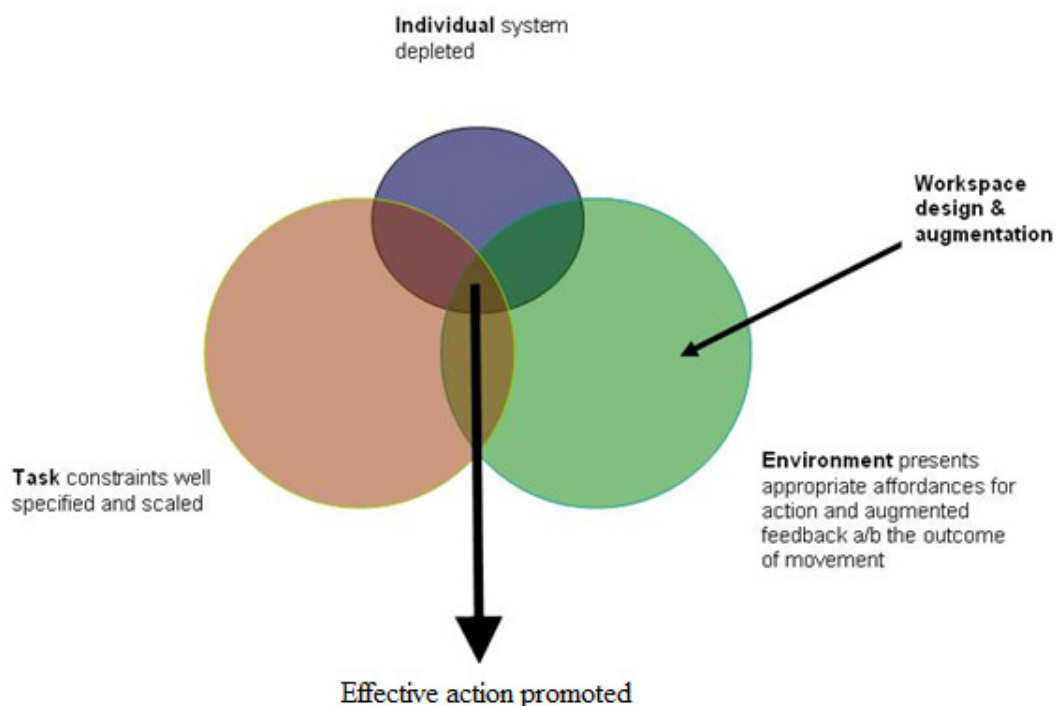 Individual system
depleted
Workspace
design &
augmentation
Task constraints well
specified and scaled
Environment presents
appropriate affordances for
action and augmented
feedback a/b the outcome
of movement
Effective action promoted